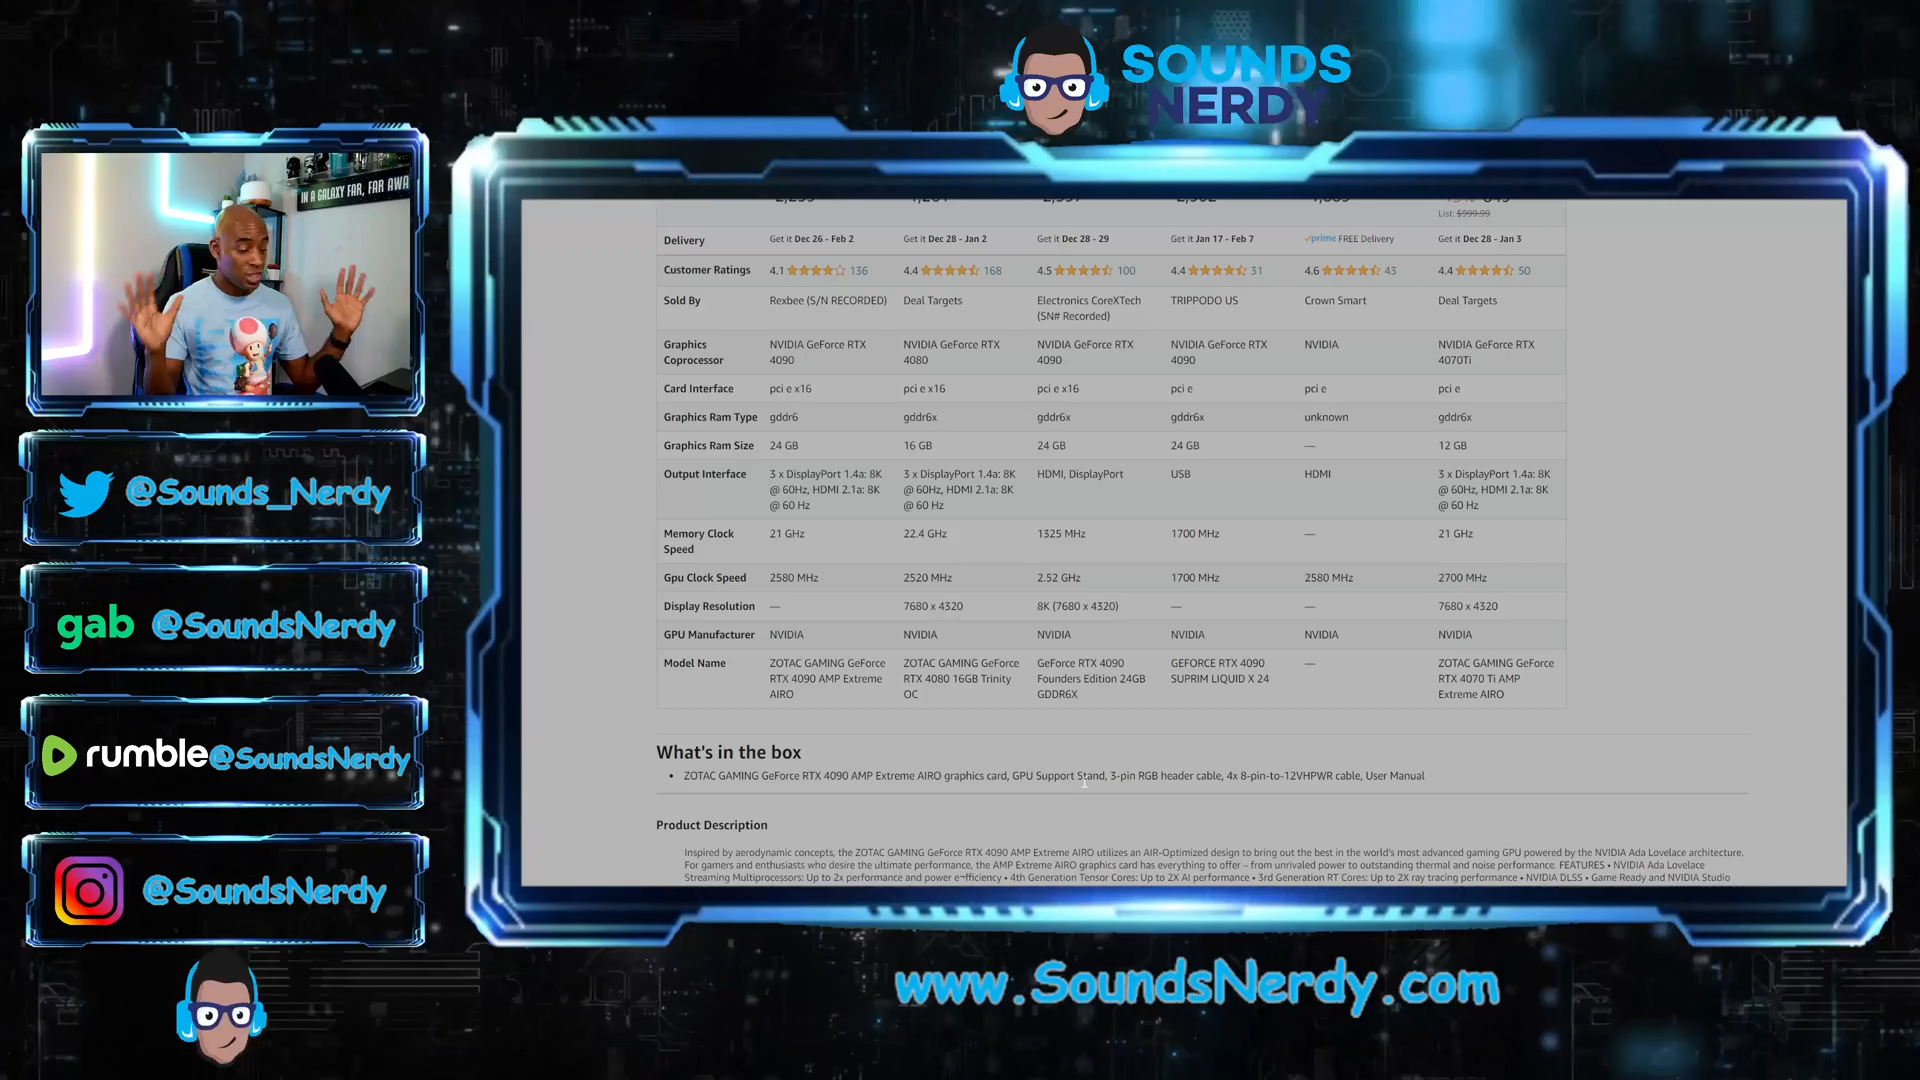 SOUNDS
NERDY
IN A GALAXY FAR, FAR AWA
@Sounds_Nerdy
gab @SoundsNerdy
rumble @SoundsNerdy
@SoundsNerdy
List: $999.99
Delivery Get it Dec 26 - Feb 2 Get it Dec 28 - Jan 2 Get it Dec 28 - 29 Get it Jan 17 - Feb 7 prime FREE Delivery Get it Dec 28 - Jan 3
Customer Ratings 4.1 136 4.4 168 4.5 100 4.4 31 4.6 43 4.4 50
Sold By Rexbee (S/N RECORDED) Deal Targets Electronics CoreXTech TRIPPODO US Crown Smart Deal Targets
(SN# Recorded)
Graphics NVIDIA GeForce RTX NVIDIA GeForce RTX NVIDIA GeForce RTX NVIDIA GeForce RTX NVIDIA NVIDIA GeForce RTX
Coprocessor 4090 4080 4090 4090 4070Ti
Card Interface pci e x16 pci e x16 pci e x16 pci e pci e pci e
Graphics Ram Type gddr6 gddr6x gddr6x gddr6x unknown gddr6x
Graphics Ram Size 24 GB 16 GB 24 GB 24 GB — 12 GB
Output Interface 3 x DisplayPort 1.4a: 8K 3 x DisplayPort 1.4a: 8K HDMI, DisplayPort USB HDMI 3 x DisplayPort 1.4a: 8K
@ 60Hz, HDMI 2.1a: 8K @ 60Hz, HDMI 2.1a: 8K @ 60Hz, HDMI 2.1a: 8K
@ 60 Hz @ 60 Hz @ 60 Hz
Memory Clock 21 GHz 22.4 GHz 1325 MHz 1700 MHz — 21 GHz
Speed
Gpu Clock Speed 2580 MHz 2520 MHz 2.52 GHz 1700 MHz 2580 MHz 2700 MHz
Display Resolution — 7680 x 4320 8K (7680 x 4320) — — 7680 x 4320
GPU Manufacturer NVIDIA NVIDIA NVIDIA NVIDIA NVIDIA NVIDIA
Model Name ZOTAC GAMING GeForce ZOTAC GAMING GeForce GeForce RTX 4090 GEFORCE RTX 4090 — ZOTAC GAMING GeForce
RTX 4090 AMP Extreme RTX 4080 16GB Trinity Founders Edition 24GB SUPRIM LIQUID X 24 RTX 4070 Ti AMP
AIRO OC GDDR6X Extreme AIRO
What's in the box
• ZOTAC GAMING GeForce RTX 4090 AMP Extreme AIRO graphics card, GPU Support Stand, 3-pin RGB header cable, 4x 8-pin-to-12VHPWR cable, User Manual
Product Description
Inspired by aerodynamic concepts, the ZOTAC GAMING GeForce RTX 4090 AMP Extreme AIRO utilizes an AIR-Optimized design to bring out the best in the world's most advanced gaming GPU powered by the NVIDIA Ada Lovelace architecture.
For gamers and enthusiasts who desire the ultimate performance, the AMP Extreme AIRO graphics card has everything to offer – from unrivaled power to outstanding thermal and noise performance. FEATURES • NVIDIA Ada Lovelace
Streaming Multiprocessors: Up to 2x performance and power e¬fficiency • 4th Generation Tensor Cores: Up to 2X AI performance • 3rd Generation RT Cores: Up to 2X ray tracing performance • NVIDIA DLSS • Game Ready and NVIDIA Studio
www.SoundsNerdy.com